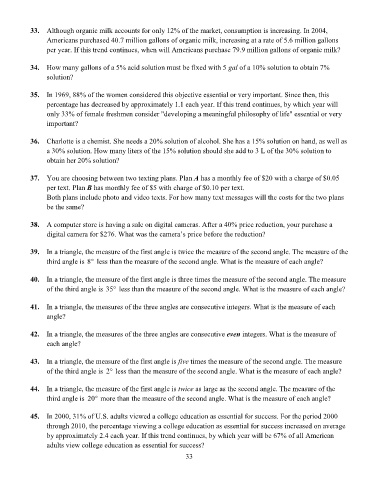 33. Although organic milk accounts for only 12% of the market, consumption is increasing. In 2004,
Americans purchased 40.7 million gallons of organic milk, increasing at a rate of 5.6 million gallons
per year. If this trend continues, when will Americans purchase 79.9 million gallons of organic milk?
34. How many gallons of a 5% acid solution must be fixed with 5 gal of a 10% solution to obtain 7%
solution?
35. In 1969, 88% of the women considered this objective essential or very important. Since then, this
percentage has decreased by approximately 1.1 each year. If this trend continues, by which year will
only 33% of female freshmen consider "developing a meaningful philosophy of life" essential or very
important?
36. Charlotte is a chemist. She needs a 20% solution of alcohol. She has a 15% solution on hand, as well as
a 30% solution. How many liters of the 15% solution should she add to 3 L of the 30% solution to
obtain her 20% solution?
37. You are choosing between two texting plans. Plan A has a monthly fee of $20 with a charge of $0.05
per text. Plan B has monthly fee of $5 with charge of $0.10 per text.
Both plans include photo and video texts. For how many text messages will the costs for the two plans
be the same?
38. A computer store is having a sale on digital cameras. After a 40% price reduction, your purchase a
digital camera for $276. What was the camera's price before the reduction?
39. In a triangle, the measure of the first angle is twice the measure of the second angle. The measure of the
third angle is 8° less than the measure of the second angle. What is the measure of each angle?
40. In a triangle, the measure of the first angle is three times the measure of the second angle. The measure
of the third angle is 35° less than the measure of the second angle. What is the measure of each angle?
41. In a triangle, the measures of the three angles are consecutive integers. What is the measure of each
angle?
42. In a triangle, the measures of the three angles are consecutive even integers. What is the measure of
each angle?
43. In a triangle, the measure of the first angle is five times the measure of the second angle. The measure
of the third angle is 2° less than the measure of the second angle. What is the measure of each angle?
44. In a triangle, the measure of the first angle is twice as large as the second angle. The measure of the
third angle is 20° more than the measure of the second angle. What is the measure of each angle?
45. In 2000, 31% of U.S. adults viewed a college education as essential for success. For the period 2000
through 2010, the percentage viewing a college education as essential for success increased on average
by approximately 2.4 each year. If this trend continues, by which year will be 67% of all American
adults view college education as essential for success?
33